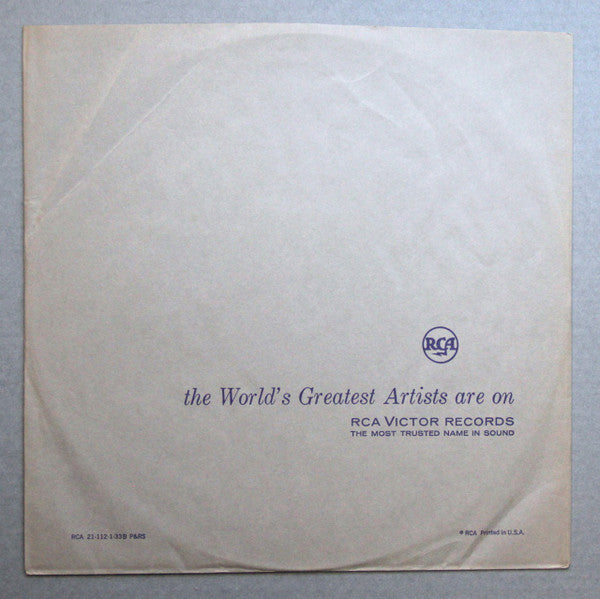 RCA
the World's Greatest Artists are on
RCA VICTOR RECORDS
THE MOST TRUSTED NAME IN SOUND
RCA 21-112-1-33B P&RS
® RCA Printed in U.S.A.